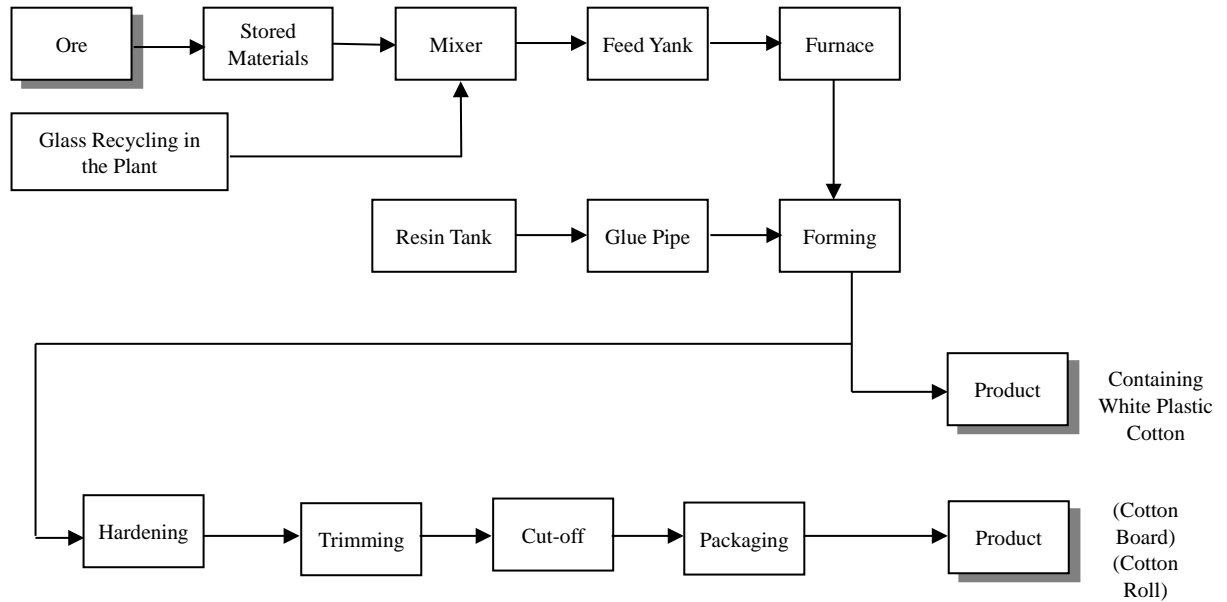 Ore
Stored
Materials
Mixer
Feed Yank
Furnace
Glass Recycling in
the Plant
Resin Tank
Glue Pipe
Forming
Product
Containing
White Plastic
Cotton
Hardening
Trimming
Cut-off
Packaging
Product
(Cotton
Board)
(Cotton
Roll)